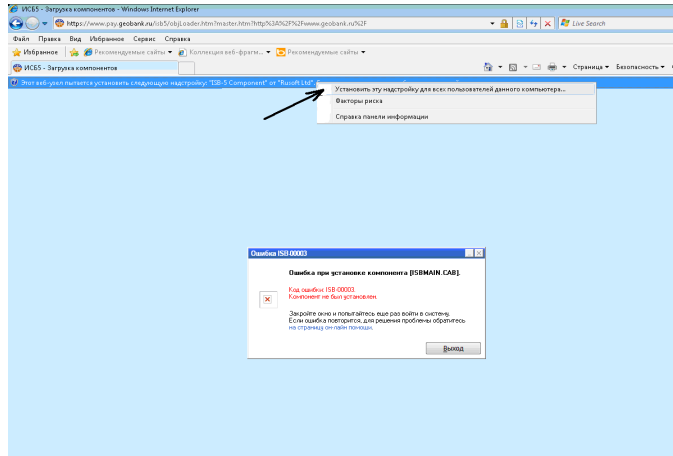 ИСБ5 - Загрузка компонентов - Windows Internet Explorer
https://www.pay.geobank.ru/isb5/objLoader.htm?master.htm?http%3A%2F%2Fwww.geobank.ru%2F
Live Search
Файл Правка Вид Избранное Сервис Справка
Избранное Рекомендуемые сайты Коллекция веб-фрагм... Рекомендуемые сайты
ИСБ5 - Загрузка компонентов
Страница Безопасность
Этот веб-узел пытается установить следующую надстройку: "ISB-5 Component" от "Rusoft Ltd".
Установить эту надстройку для всех пользователей данного компьютера...
Факторы риска
Справка панели информации
Ошибка ISB-00003
Ошибка при установке компонента [ISBMAIN.CAB].
Код ошибки: ISB-00003.
Компонент не был установлен.
Закройте окно и попытайтесь еще раз войти в систему.
Если ошибка повторится, для решения проблемы обратитесь
на страницу он-лайн помощи.
Выход